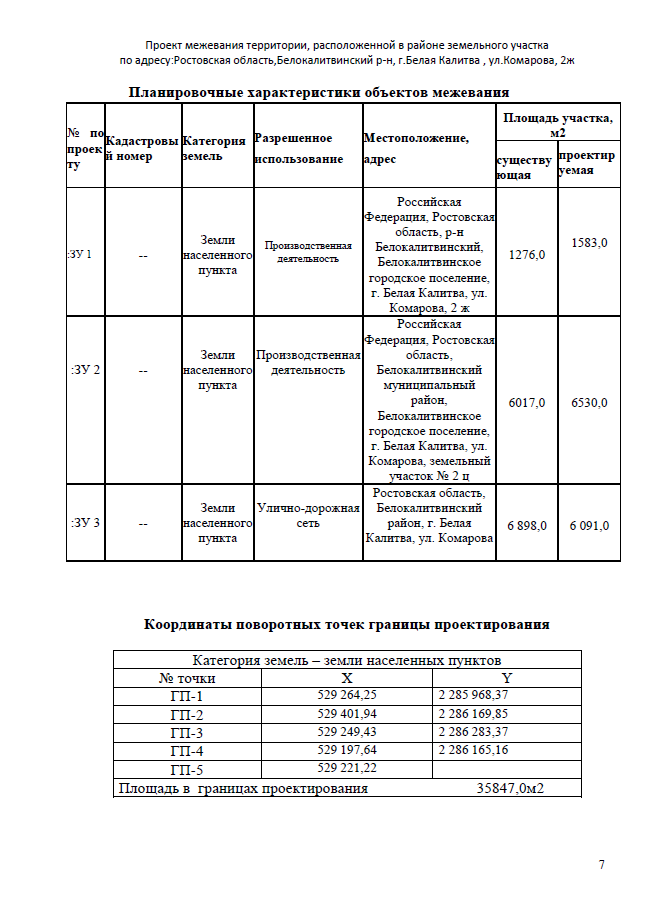 Проект межевания территории, расположенной в районе земельного участка
по адресу:Ростовская область,Белокалитвинский р-н, г.Белая Калитва , ул.Комарова, 2ж
Планировочные характеристики объектов межевания
№ по
проек
ту
Кадастровы
й номер
Категория
земель
Разрешенное
использование
Местоположение,
адрес
Площадь участка,
м2
существу
ющая
проектир
уемая
:ЗУ 1
--
Земли
населенного
пункта
Производственная
деятельность
Российская
Федерация, Ростовская
область, р-н
Белокалитвинский,
Белокалитвинское
городское поселение,
г. Белая Калитва, ул.
Комарова, 2 ж
1276,0
1583,0
:ЗУ 2
--
Земли
населенного
пункта
Производственная
деятельность
Российская
Федерация, Ростовская
область,
Белокалитвинский
муниципальный
район,
Белокалитвинское
городское поселение,
г. Белая Калитва, ул.
Комарова, земельный
участок № 2 ц
6017,0
6530,0
:ЗУ 3
--
Земли
населенного
пункта
Улично-дорожная
сеть
Ростовская область,
Белокалитвинский
район, г. Белая
Калитва, ул. Комарова
6 898,0
6 091,0
Координаты поворотных точек границы проектирования
Категория земель – земли населенных пунктов
№ точки X Y
ГП-1 529 264,25 2 285 968,37
ГП-2 529 401,94 2 286 169,85
ГП-3 529 249,43 2 286 283,37
ГП-4 529 197,64 2 286 165,16
ГП-5 529 221,22
Площадь в границах проектирования 35847,0м2
7